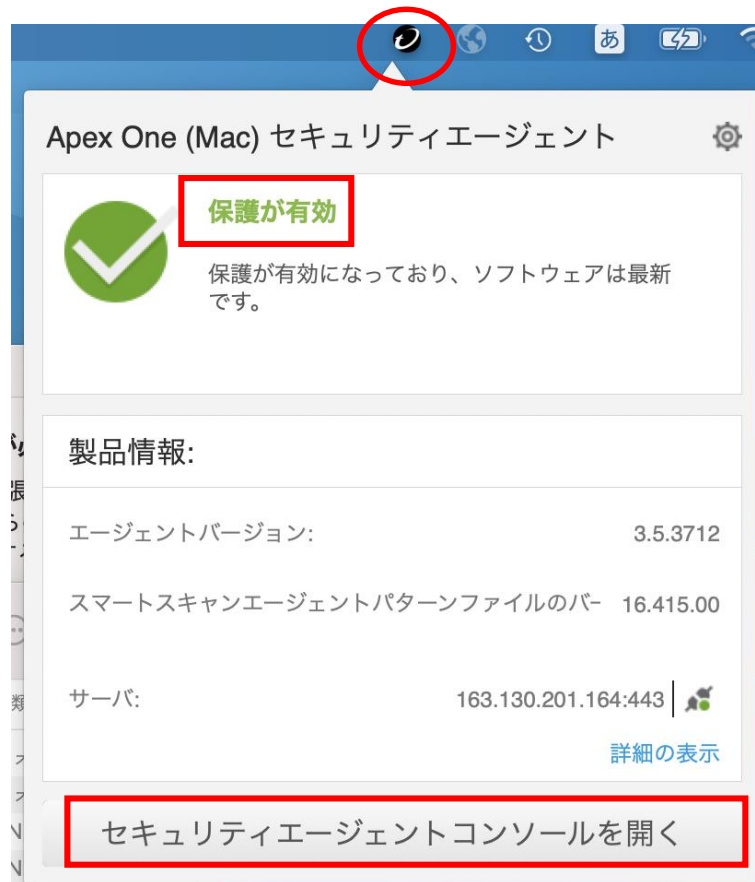 あ
Apex One (Mac) セキュリティエージェント
保護が有効
保護が有効になっており、ソフトウェアは最新
です。
製品情報:
エージェントバージョン: 3.5.3712
スマートスキャンエージェントパターンファイルのバー 16.415.00
サーバ: 163.130.201.164:443
詳細の表示
セキュリティエージェントコンソールを開く